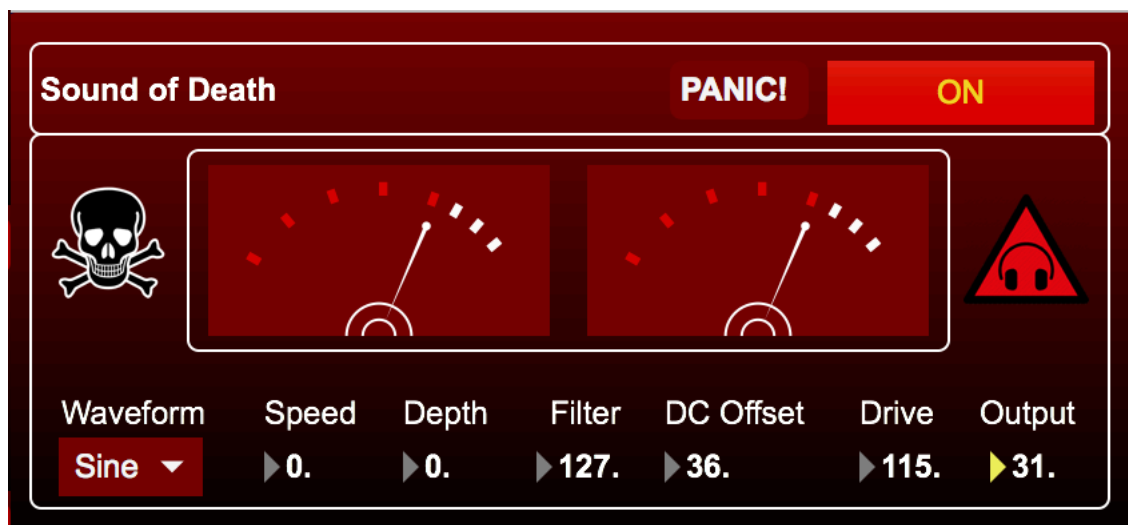 Sound of Death PANIC! ON
Waveform Speed Depth Filter DC Offset Drive Output
Sine 0. 0. 127. 36. 115. 31.